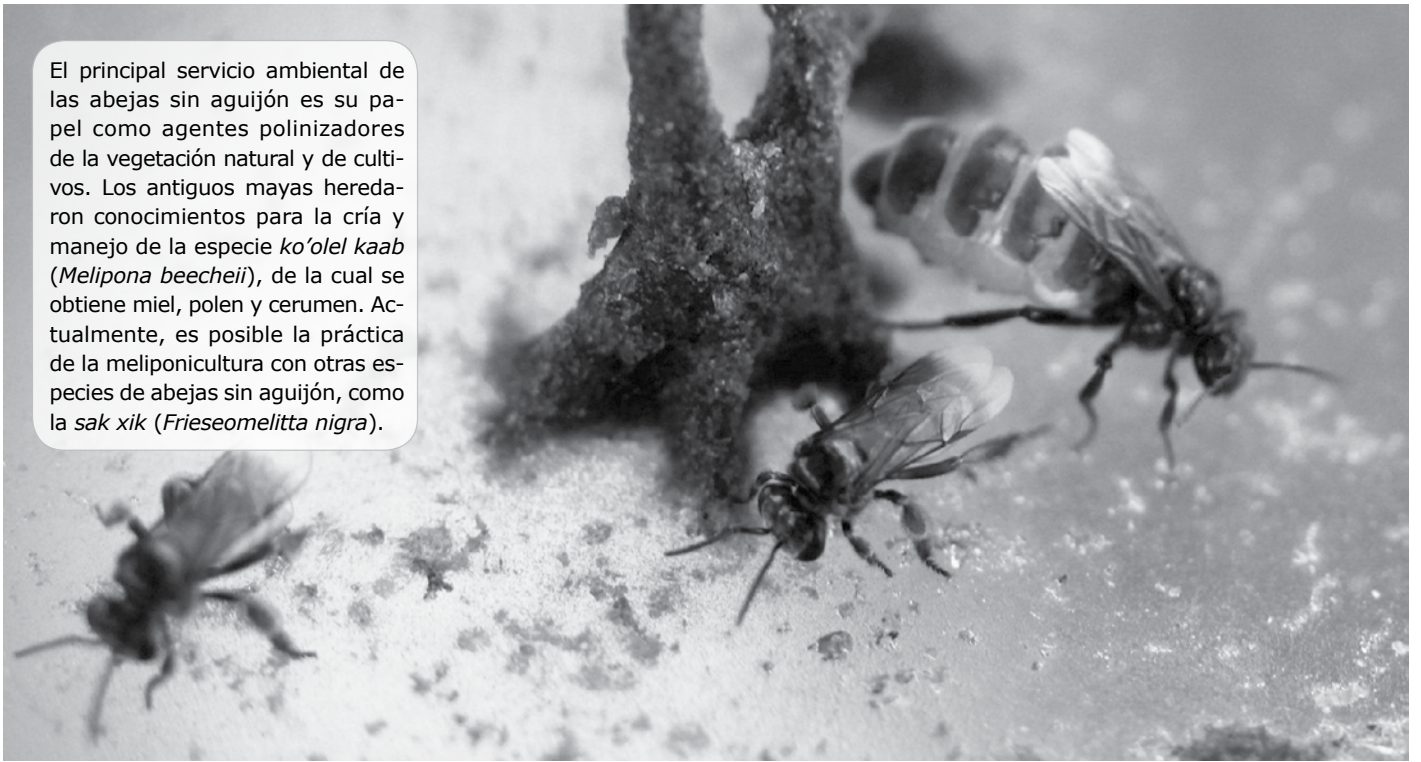 El principal servicio ambiental de
las abejas sin aguijón es su pa-
pel como agentes polinizadores
de la vegetación natural y de culti-
vos. Los antiguos mayas hereda-
ron conocimientos para la cría y
manejo de la especie ko’olel kaab
(Melipona beecheii), de la cual se
obtiene miel, polen y cerumen. Ac-
tualmente, es posible la práctica
de la meliponicultura con otras es-
pecies de abejas sin aguijón, como
la sak xik (Frieseomelitta nigra).